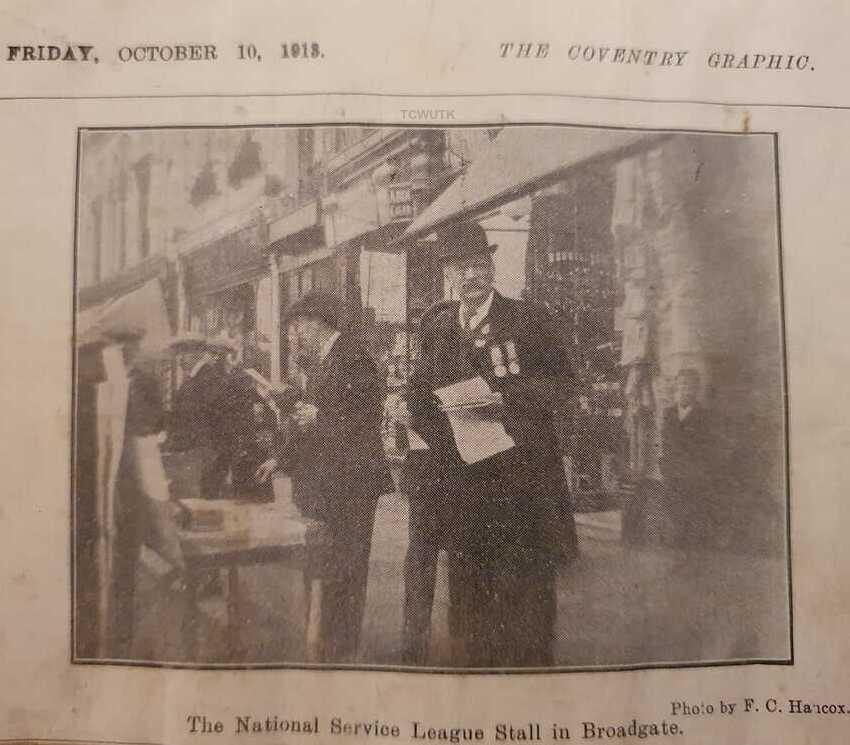 FRIDAY, OCTOBER 10, 1913.
THE COVENTRY GRAPHIC.
TCWUTK
Photo by F. C. Hancox.
The National Service League Stall in Broadgate.